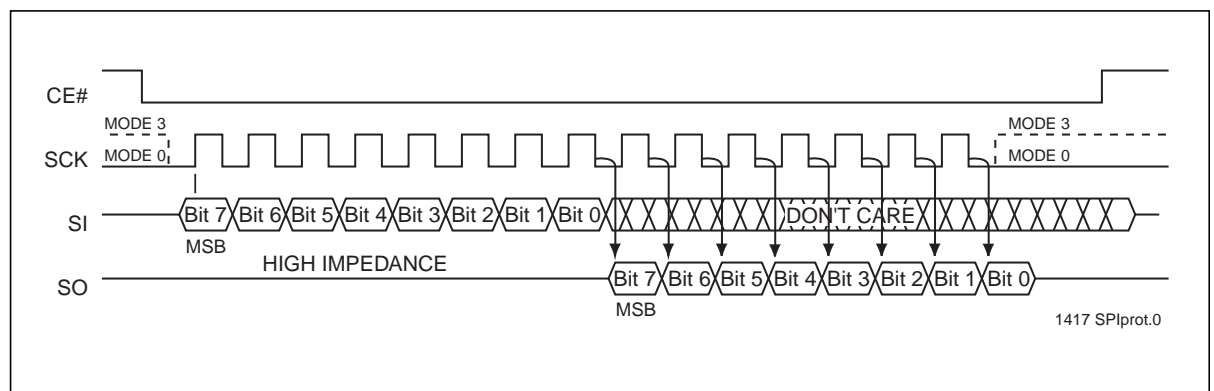 CE#
MODE 3
MODE 3
SCK
MODE 0
MODE 0
SI
Bit 7 Bit 6 Bit 5 Bit 4 Bit 3 Bit 2 Bit 1 Bit 0
DON'T CARE
MSB
HIGH IMPEDANCE
SO
Bit 7 Bit 6 Bit 5 Bit 4 Bit 3 Bit 2 Bit 1 Bit 0
MSB
1417 SPIprot.0